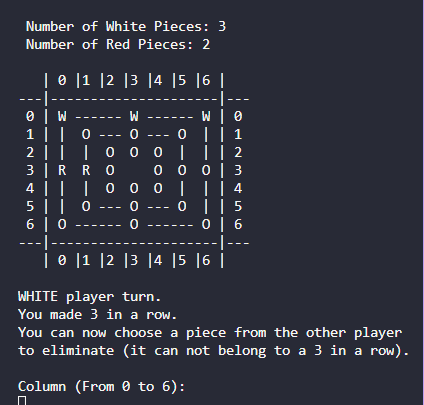 Number of White Pieces: 3
Number of Red Pieces: 2
| 0 |1 |2 |3 |4 |5 |6 |
---|----------------------|---
0 | W ------ W ------ W | 0
1 | | O --- O --- O | | 1
2 | | | O O O | | | 2
3 | R R O   O O O | 3
4 | | | O O O | | | 4
5 | | O --- O --- O | | 5
6 | O ------ O ------ O | 6
---|----------------------|---
| 0 |1 |2 |3 |4 |5 |6 |
WHITE player turn.
You made 3 in a row.
You can now choose a piece from the other player
to eliminate (it can not belong to a 3 in a row).
Column (From 0 to 6):